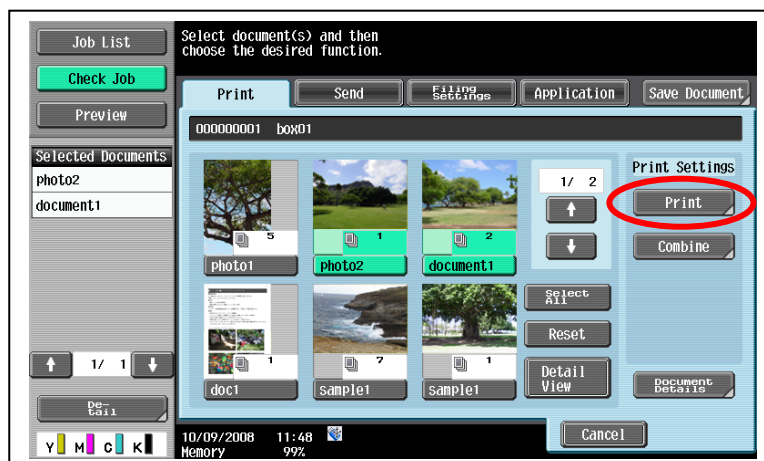 Job List
Check Job
Preview
Selected Documents
photo2
document1
1/ 1
De-
tail
Y M C K
Select document(s) and then
choose the desired function.
Print
Send
Filing
Settings
Application
Save Document
000000001 box01
5
photo1
1
photo2
2
document1
1
doc1
7
sample1
1
sample1
1/ 2
Select
All
Reset
Detail
View
Print Settings
Print
Combine
Document
Details
Cancel
10/09/2008 11:48
Memory 99%